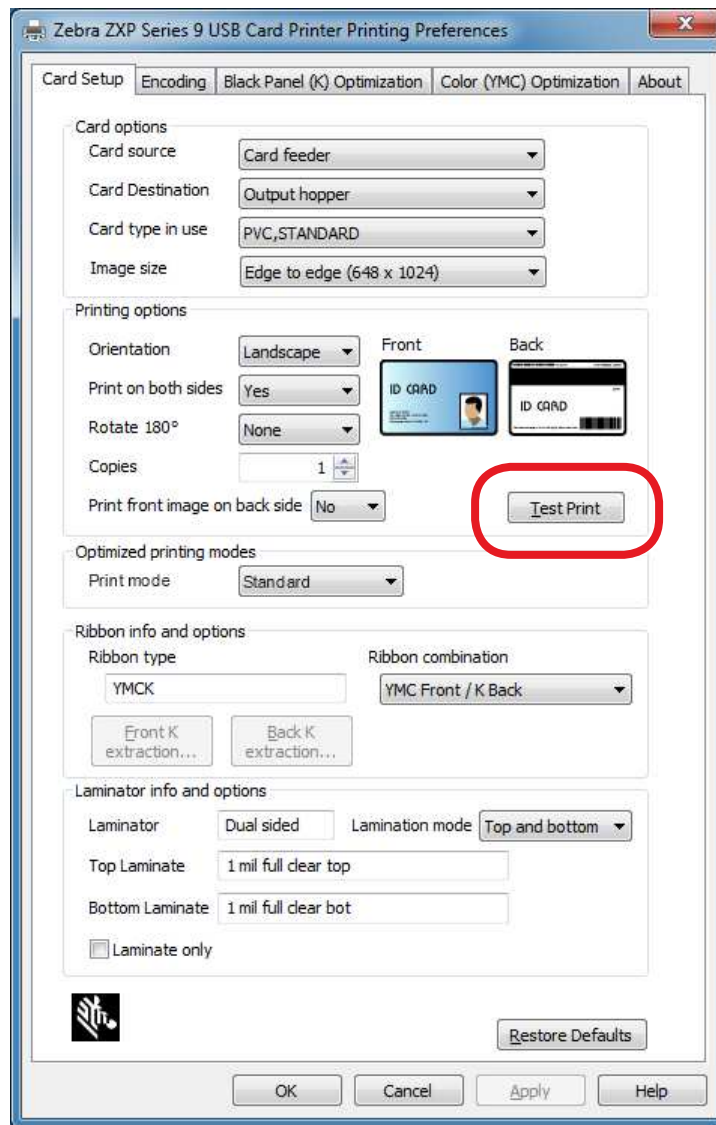 Zebra ZXP Series 9 USB Card Printer Printing Preferences
Card Setup Encoding Black Panel (K) Optimization Color (YMC) Optimization About
Card options
Card source Card feeder
Card Destination Output hopper
Card type in use PVC,STANDARD
Image size Edge to edge (648 x 1024)
Printing options
Orientation Landscape Front Back
Print on both sides Yes
ID CARD
ID CARD
Rotate 180° None
Copies 1
Print front image on back side No Test Print
Optimized printing modes
Print mode Standard
Ribbon info and options
Ribbon type Ribbon combination
YMCK YMC Front / K Back
Front K extraction... Back K extraction...
Laminator info and options
Laminator Dual sided Lamination mode Top and bottom
Top Laminate 1 mil full clear top
Bottom Laminate 1 mil full clear bot
Laminate only
Restore Defaults
OK Cancel Apply Help